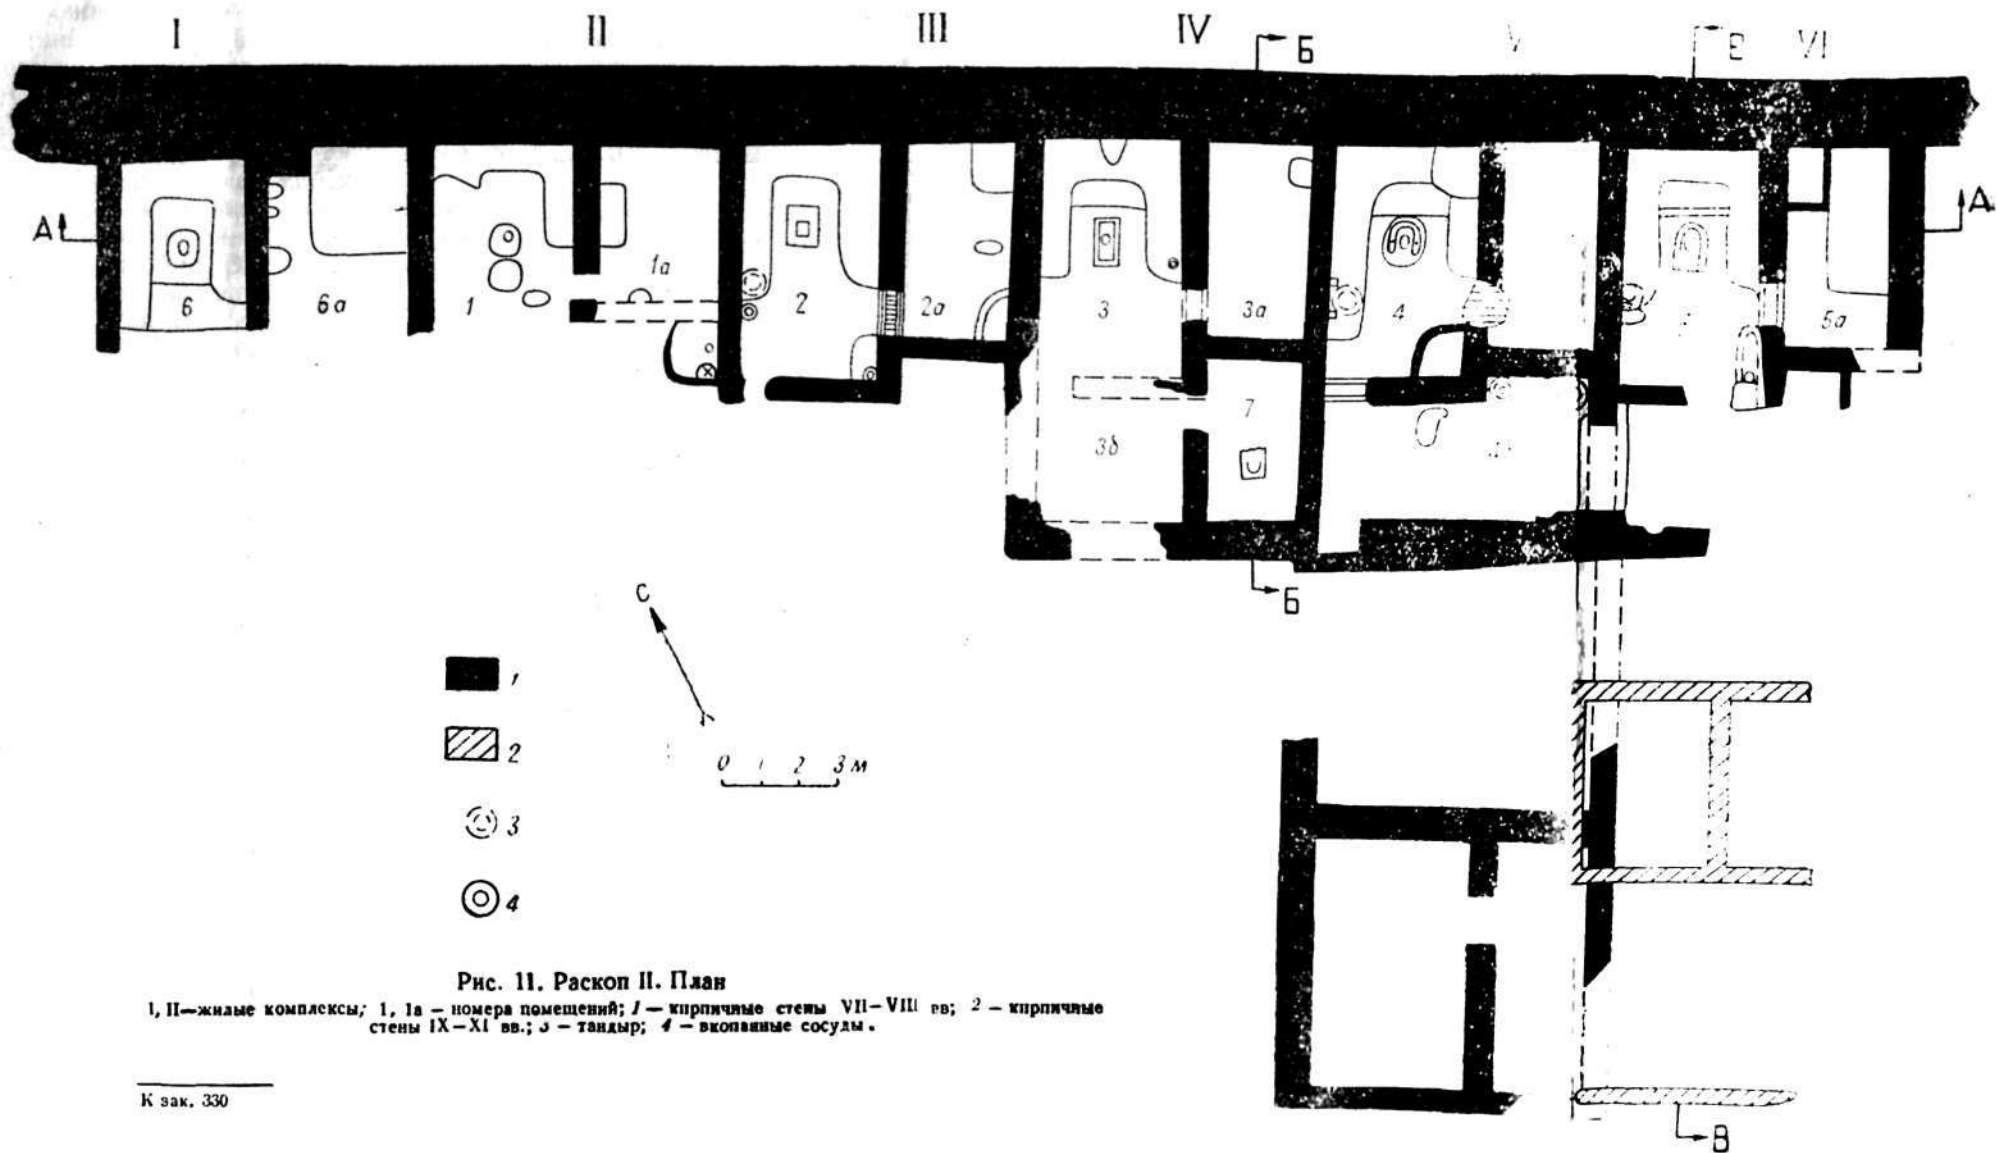 I II III IV Б V В VI
А А
6 6а 1 1а 2 2а 3 3а 4 5а
3б 7
Б
С
1
2
0 1 2 3 м
3
4
Рис. 11. Раскоп II. План
I, II—жилые комплексы; 1, 1а — номера помещений; 1 — кирпичные стены VII—VIII вв; 2 — кирпичные
стены IX—XI вв.; 3 — тандыр; 4 — вкопанные сосуды.
К зак. 330
В